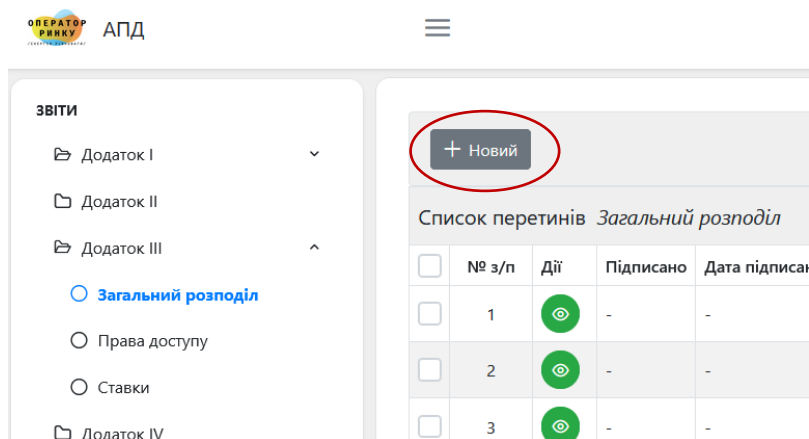 ОПЕРАТОР
РИНКУ
АПД
ЗВІТИ
Додаток I
Додаток II
Додаток III
Загальний розподіл
Права доступу
Ставки
Додаток IV
+ Новий
Список перетинів Загальний розподіл
№ з/п Дії Підписано Дата підписан
1 - -
2 - -
3 - -